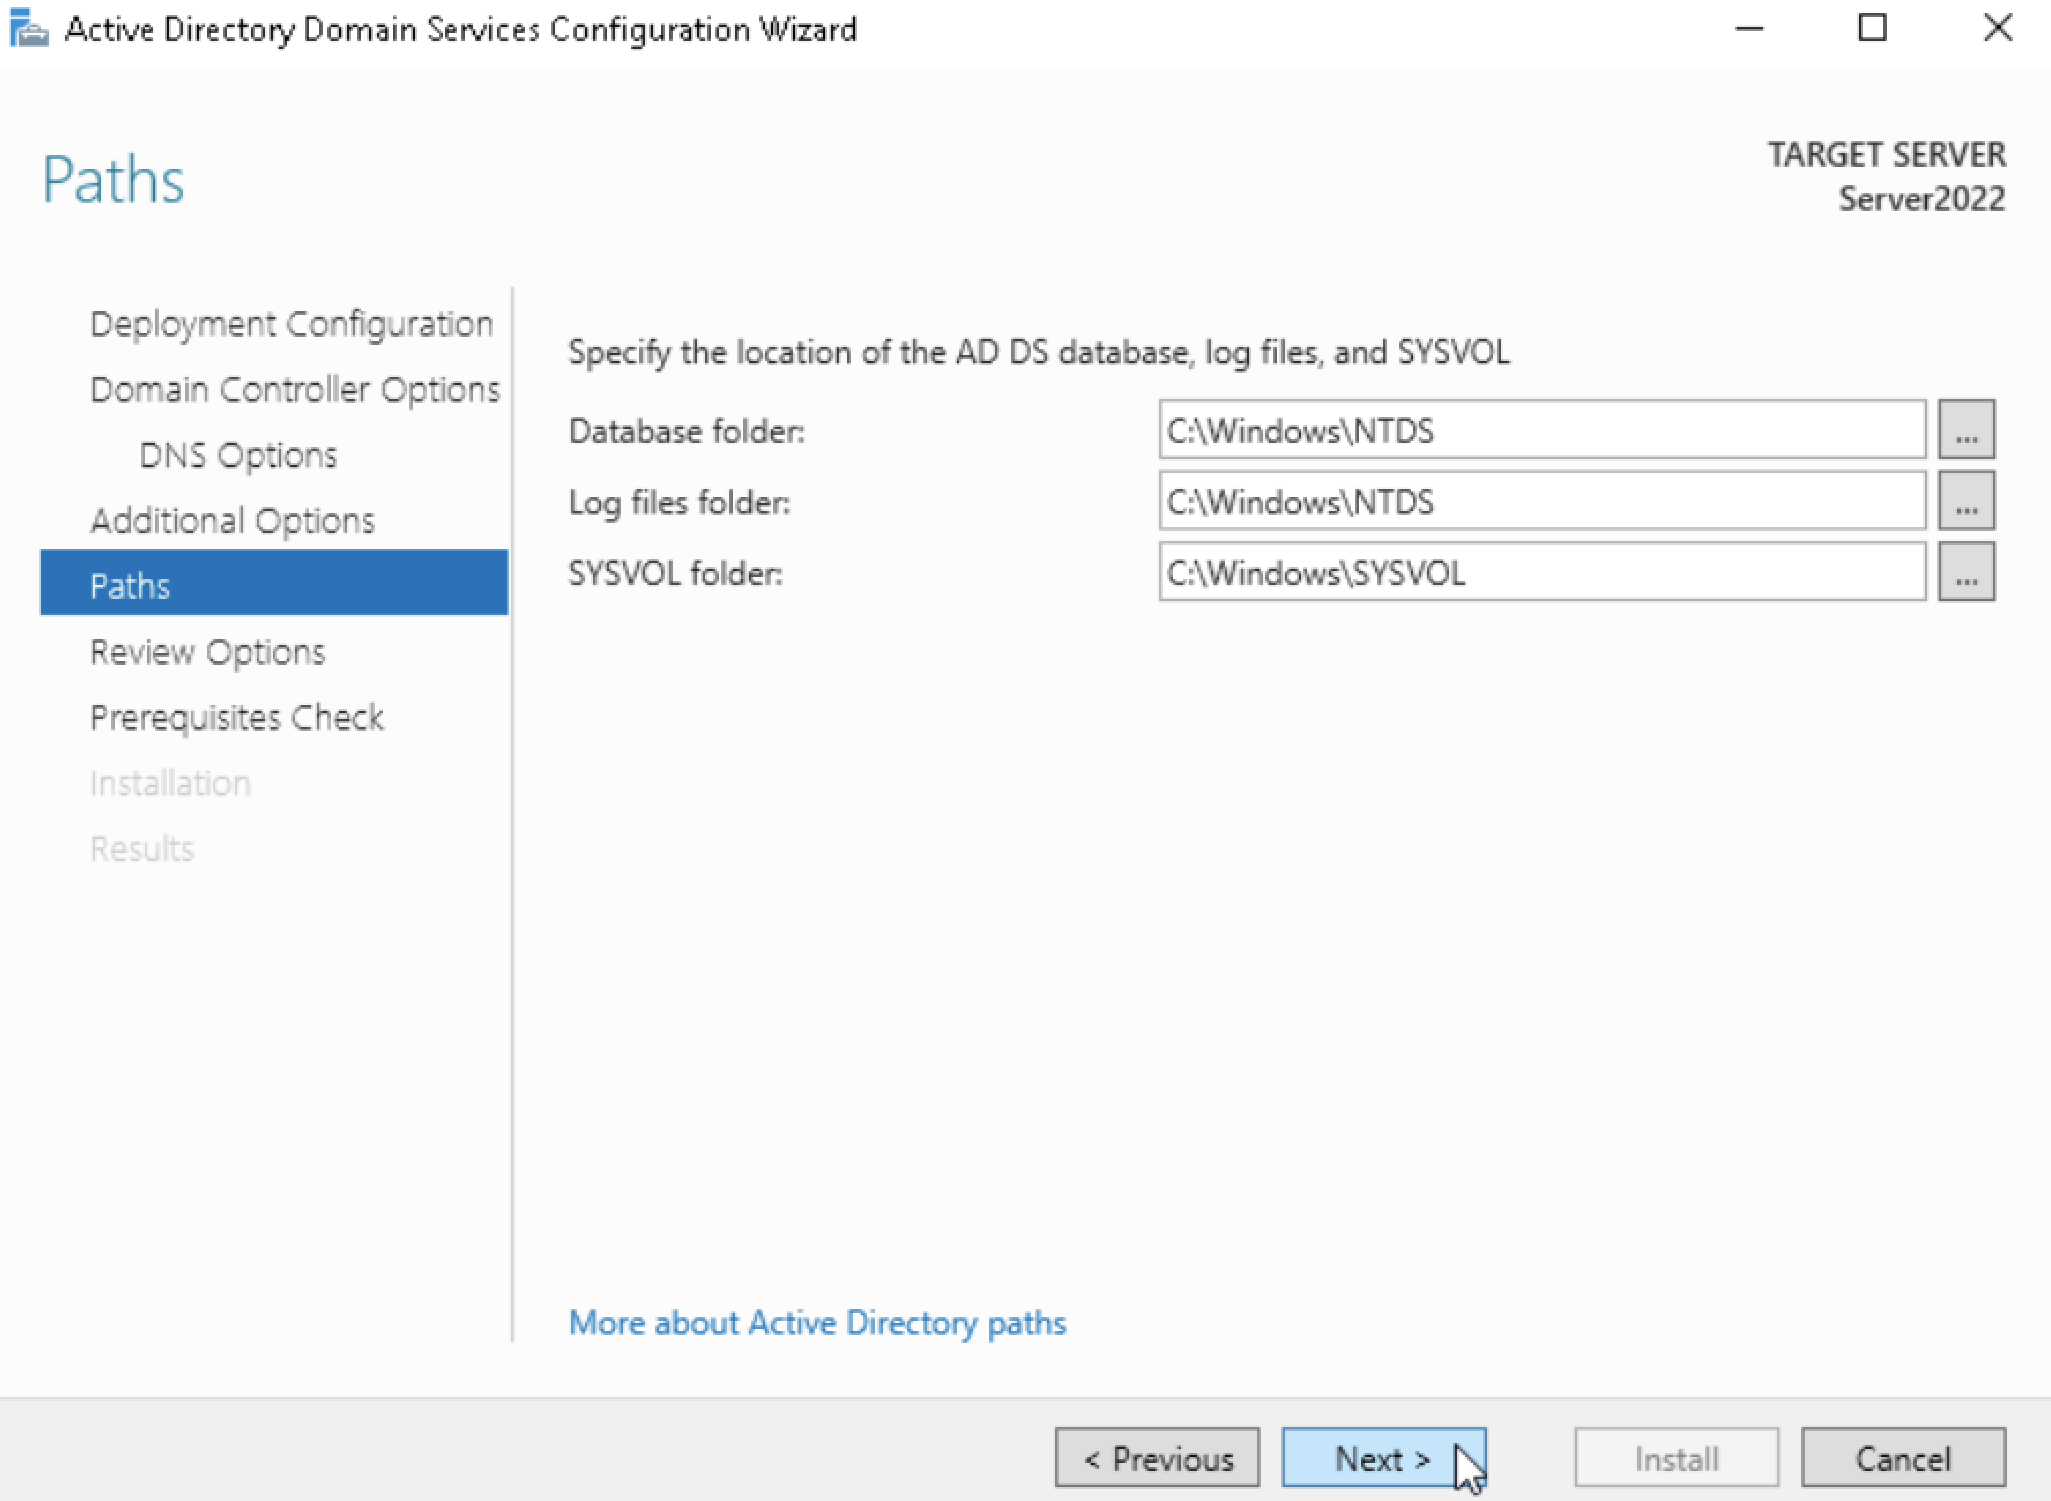 Active Directory Domain Services Configuration Wizard
Paths
TARGET SERVER
Server2022
Deployment Configuration
Domain Controller Options
DNS Options
Additional Options
Paths
Review Options
Prerequisites Check
Installation
Results
Specify the location of the AD DS database, log files, and SYSVOL
Database folder: C:\Windows\NTDS ...
Log files folder: C:\Windows\NTDS ...
SYSVOL folder: C:\Windows\SYSVOL ...
More about Active Directory paths
< Previous Next > Install Cancel